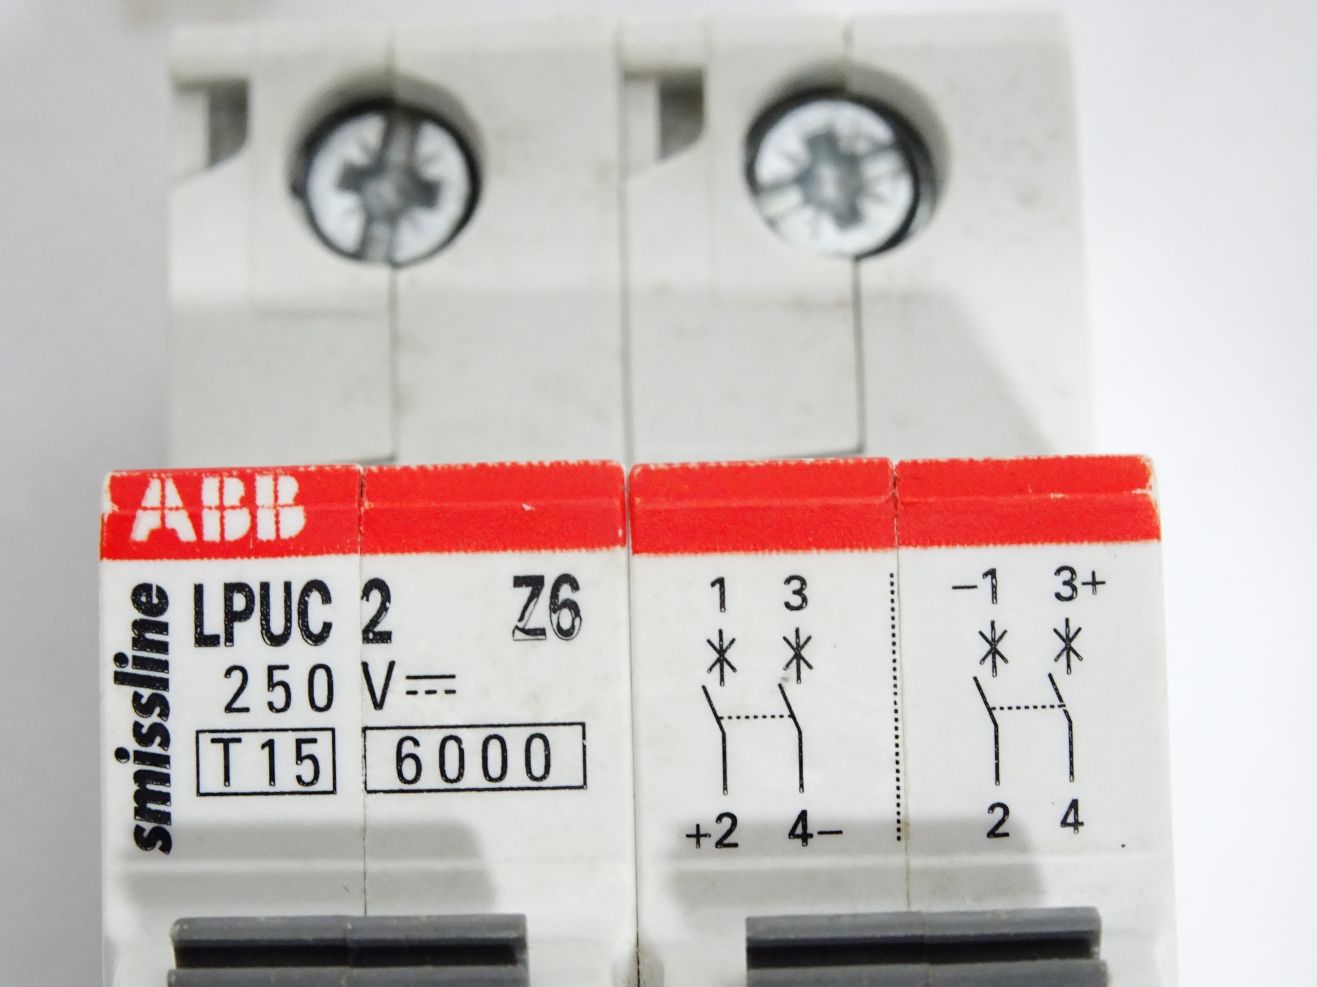 ABB
smissline
LPUC 2 Z6
250 V⎓
T15 6000
1 3
+2 4–
–1 3+
2 4